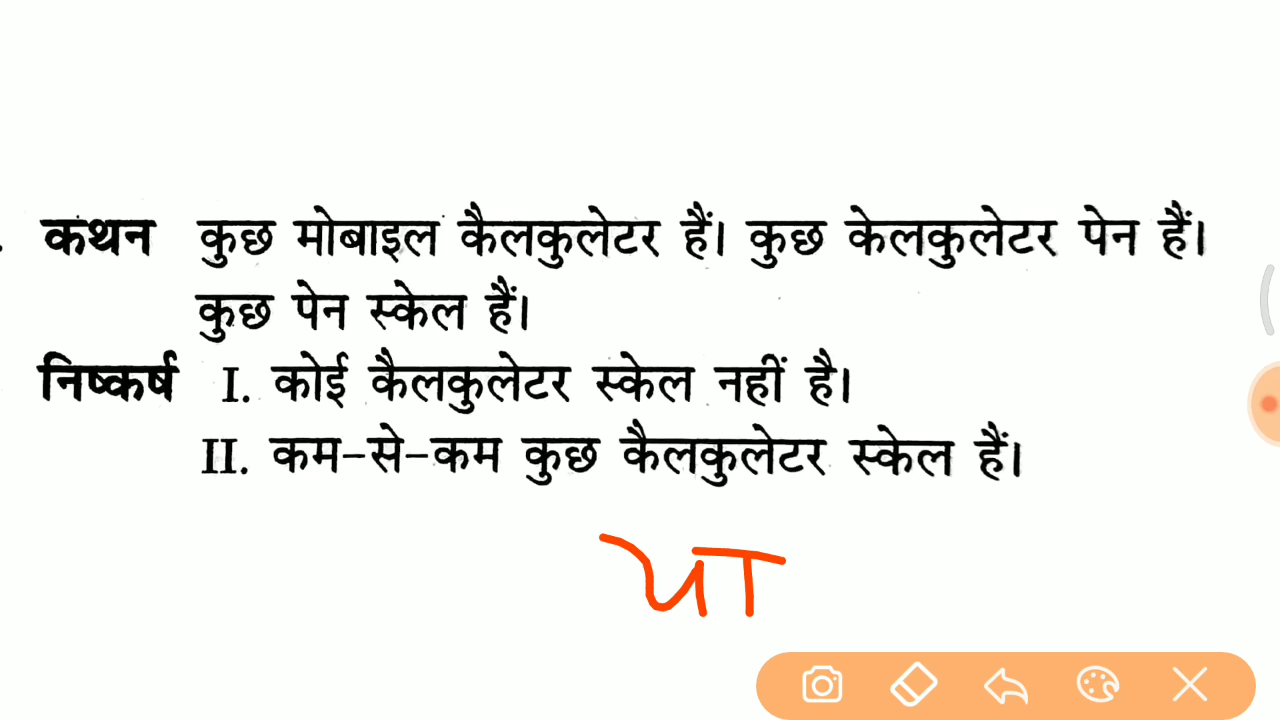 कथन कुछ मोबाइल कैलकुलेटर हैं। कुछ केलकुलेटर पेन हैं।
कुछ पेन स्केल हैं।
निष्कर्ष I. कोई कैलकुलेटर स्केल नहीं है।
II. कम-से-कम कुछ कैलकुलेटर स्केल हैं।
या